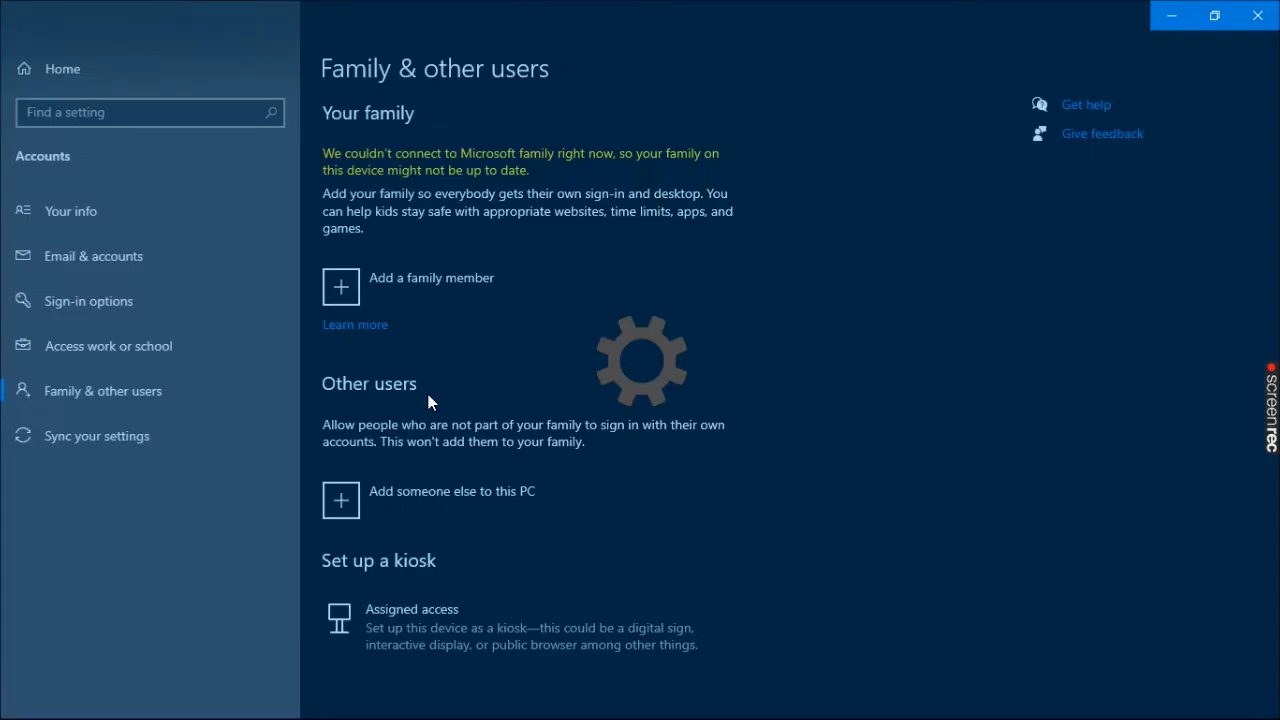 Home
Find a setting
Accounts
Your info
Email & accounts
Sign-in options
Access work or school
Family & other users
Sync your settings
Family & other users
Your family
We couldn't connect to Microsoft family right now, so your family on
this device might not be up to date.
Add your family so everybody gets their own sign-in and desktop. You
can help kids stay safe with appropriate websites, time limits, apps, and
games.
Add a family member
Learn more
Other users
Allow people who are not part of your family to sign in with their own
accounts. This won't add them to your family.
Add someone else to this PC
Set up a kiosk
Assigned access
Set up this device as a kiosk—this could be a digital sign,
interactive display, or public browser among other things.
Get help
Give feedback
screenrec